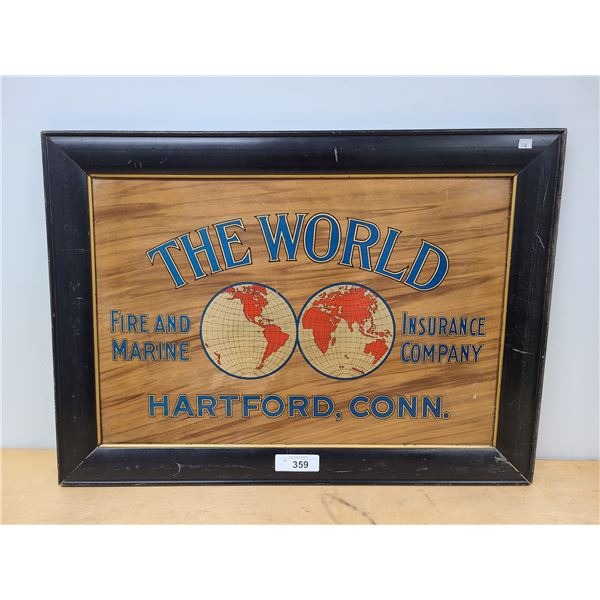 THE WORLD
FIRE AND
MARINE
INSURANCE
COMPANY
HARTFORD, CONN.
359